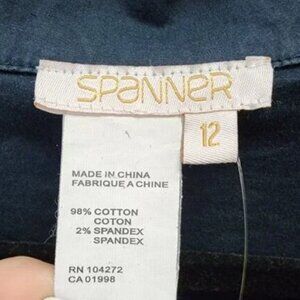 SPaNNeR
12
MADE IN CHINA
FABRIQUE A CHINE
98% COTTON
COTON
2% SPANDEX
SPANDEX
RN 104272
CA 01998